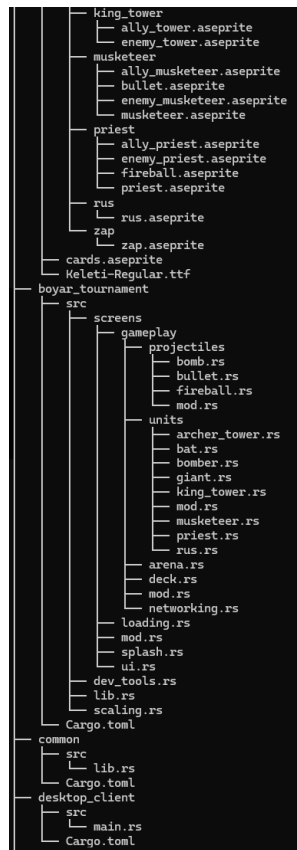 king_tower
ally_tower.aseprite
enemy_tower.aseprite
musketeer
ally_musketeer.aseprite
bullet.aseprite
enemy_musketeer.aseprite
musketeer.aseprite
priest
ally_priest.aseprite
enemy_priest.aseprite
fireball.aseprite
priest.aseprite
rus
rus.aseprite
zap
zap.aseprite
cards.aseprite
Keleti-Regular.ttf
boyar_tournament
src
screens
gameplay
projectiles
bomb.rs
bullet.rs
fireball.rs
mod.rs
units
archer_tower.rs
bat.rs
bomber.rs
giant.rs
king_tower.rs
mod.rs
musketeer.rs
priest.rs
rus.rs
arena.rs
deck.rs
mod.rs
networking.rs
loading.rs
mod.rs
splash.rs
ui.rs
dev_tools.rs
lib.rs
scaling.rs
Cargo.toml
common
src
lib.rs
Cargo.toml
desktop_client
src
main.rs
Cargo.toml